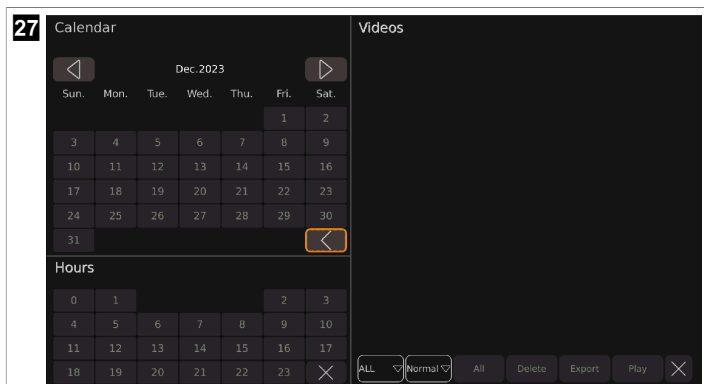 27
Calendar
Dec.2023
Sun. Mon. Tue. Wed. Thu. Fri. Sat.
1 2
3 4 5 6 7 8 9
10 11 12 13 14 15 16
17 18 19 20 21 22 23
24 25 26 27 28 29 30
31
Hours
0 1 2 3
4 5 6 7 8 9 10
11 12 13 14 15 16 17
18 19 20 21 22 23
Videos
ALL Normal All Delete Export Play